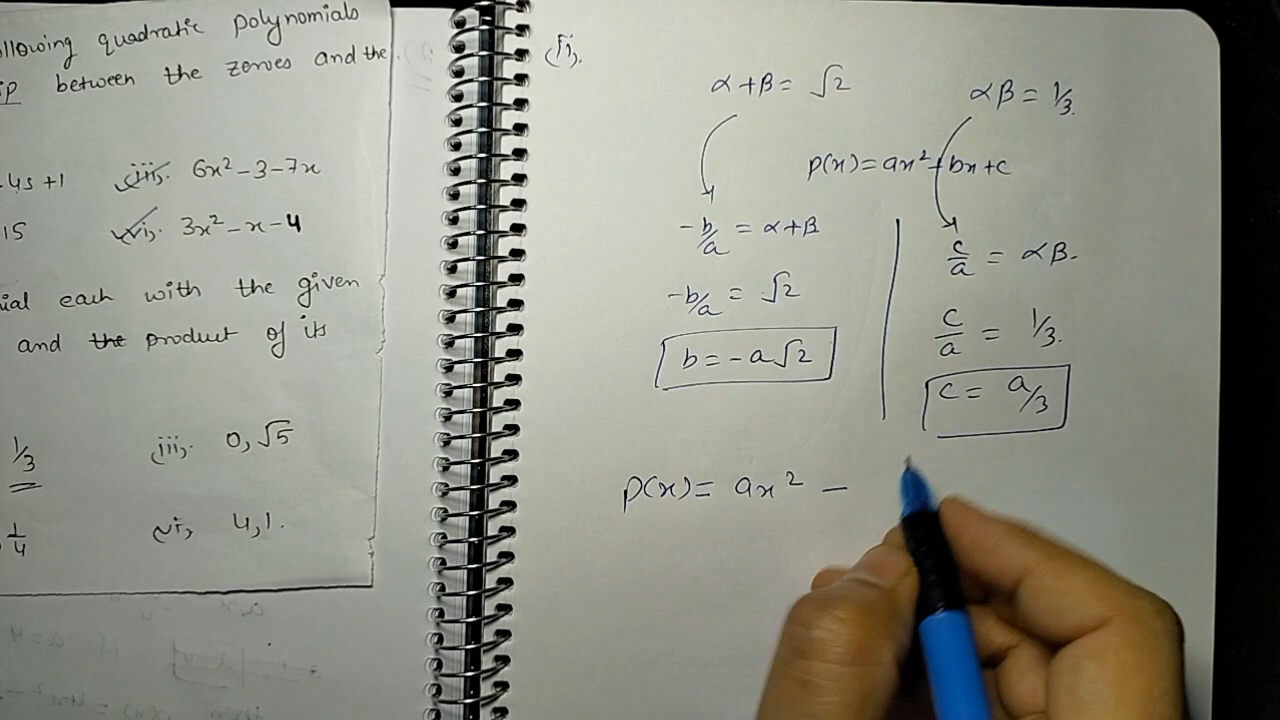 llowing quadratic polynomials
ip between the zeroes and the
4s + 1 iii, 6x² - 3 - 7x
15 vi, 3x² - x - 4
ial each with the given
and the product of its
1/3 iii, 0, √5
1/4 vi, 4, 1.
ii,
α + β = √2 αβ = 1/3.
p(x) = ax² + bx + c
-b/a = α + β
c/a = αβ.
-b/a = √2
c/a = 1/3.
b = -a√2
c = a/3
p(x) = ax² -